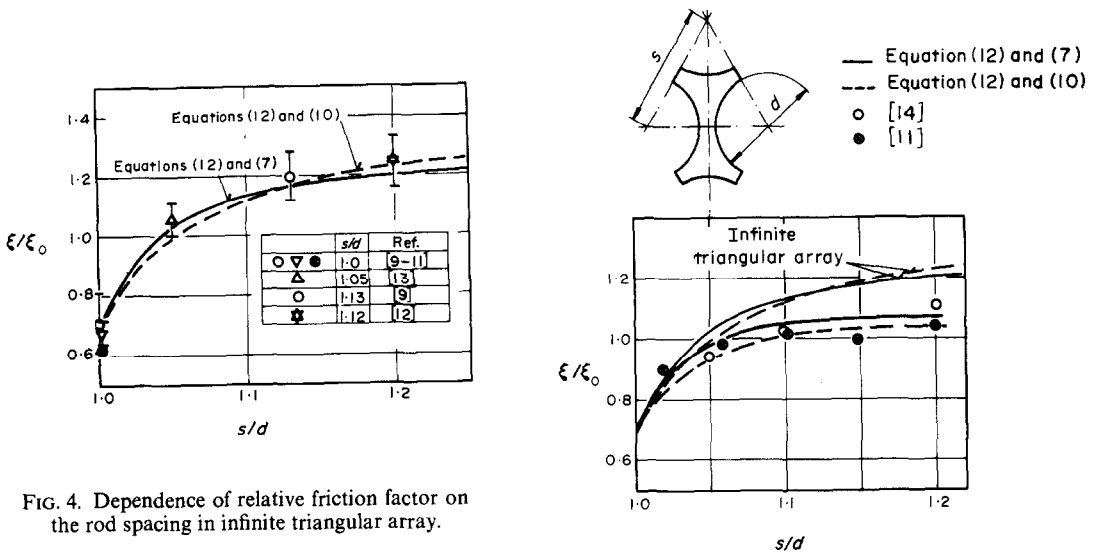 1·4
1·2
1·0
ξ/ξ₀
0·8
0·6
1·0
1·1
1·2
s/d
Equations (12) and (10)
Equations (12) and (7)
s/d Ref.
1·0 [9-11]
1·05 [13]
1·13 [9]
1·12 [12]
FIG. 4. Dependence of relative friction factor on
the rod spacing in infinite triangular array.
s
d
Equation (12) and (7)
Equation (12) and (10)
[14]
[11]
Infinite
triangular array
1·2
1·0
ξ/ξ₀
0·8
0·6
1·0
1·1
1·2
s/d